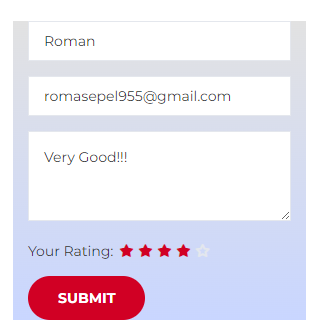 Roman
romasepel955@gmail.com
Very Good!!!
Your Rating:
SUBMIT